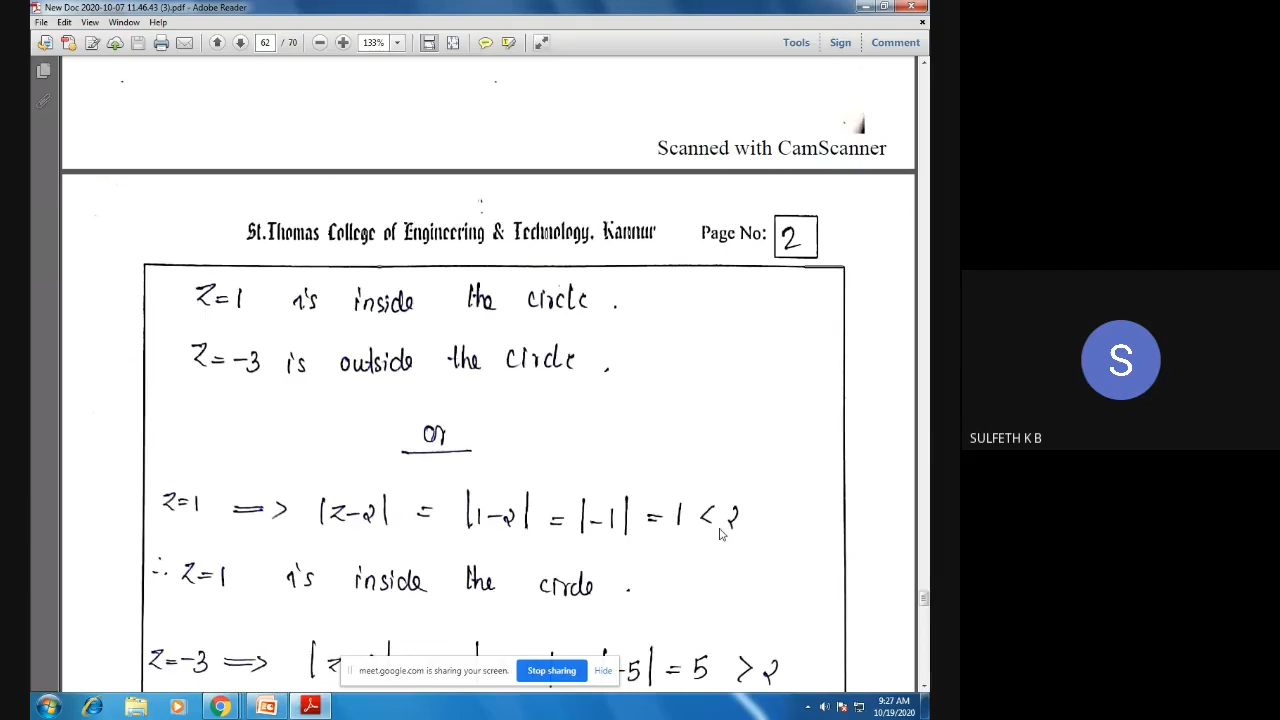 New Doc 2020-10-07 11.46.43 (3).pdf - Adobe Reader
File Edit View Window Help
62 / 70 133% Tools Sign Comment
Scanned with CamScanner
St.Thomas College of Engineering & Technology, Kannur Page No: 2
z=1 is inside the circle .
z=-3 is outside the circle .
or
z=1 => |z-2| = |1-2| = |-1| = 1 < 2
∴ z=1 is inside the circle .
z=-3 => |z -5| = 5 > 2
meet.google.com is sharing your screen. Stop sharing Hide
S
SULFETH K B
9:27 AM
10/19/2020